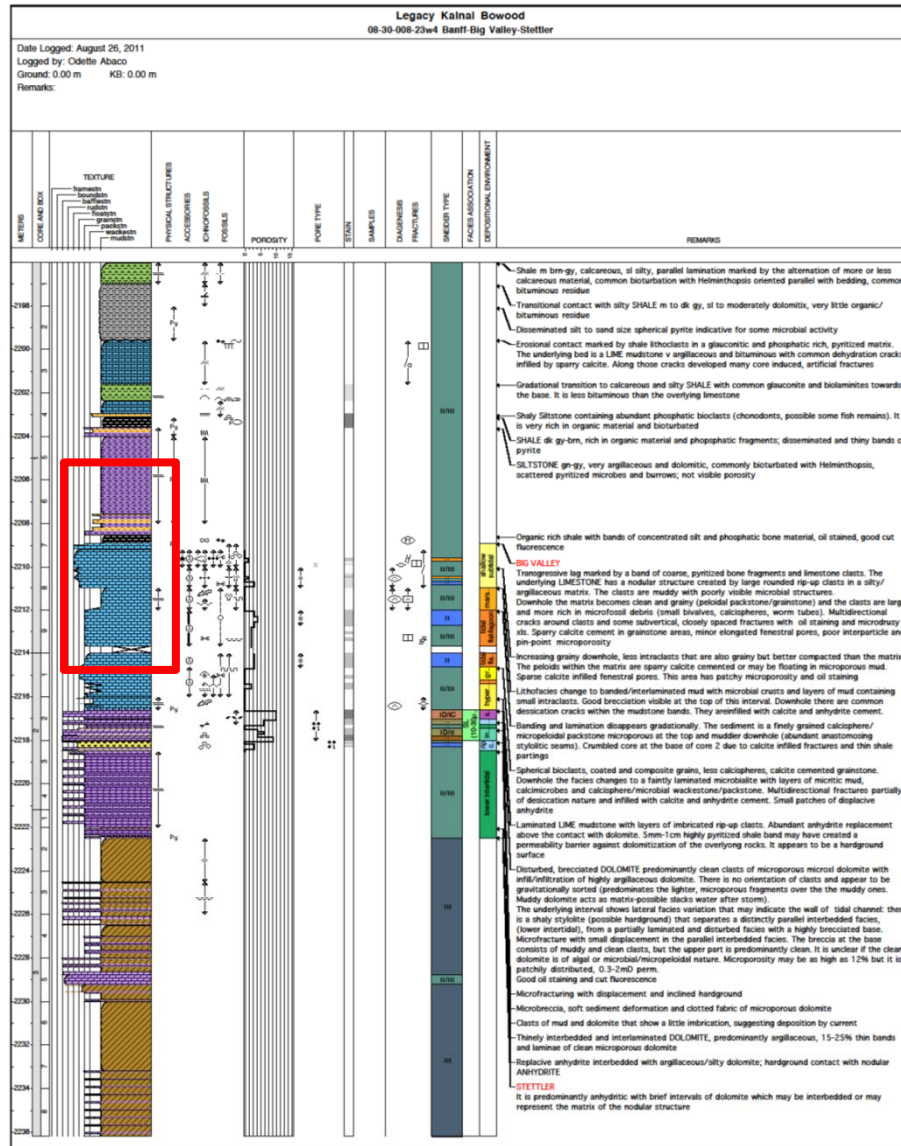 Legacy Kainai Bowood
08-30-008-23w4 Banff-Big Valley-Stettler
Date Logged: August 26, 2011
Logged by: Odette Abaco
Ground: 0.00 m KB: 0.00 m
Remarks:
METERS
CORE AND BOX
TEXTURE
framestn
boundstn
bafflestn
rudstn
floatstn
grainstn
packstn
wackestn
mudstn
PHYSICAL STRUCTURES
ACCESSORIES
ICHNOFOSSILS
FOSSILS
POROSITY
PORE TYPE
STAIN
SAMPLES
DIAGENESIS
FRACTURES
SNEIDER TYPE
FACIES ASSOCIATION
DEPOSITIONAL ENVIRONMENT
REMARKS
2198
2200
2202
2204
2206
2208
2210
2212
2214
2216
2218
2220
2222
2224
2226
2228
2230
2232
2234
2236
II/III
III
shallow subtidal
lower intertidal
Shale m brn-gy, calcareous, sl silty, parallel lamination marked by the alternation of more or less
calcareous material, common bioturbation with Helminthopsis oriented parallel with bedding, common
bituminous residue
Transitional contact with silty SHALE m to dk gy, sl to moderately dolomitix, very little organic/
bituminous residue
Disseminated silt to sand size spherical pyrite indicative for some microbial activity
Erosional contact marked by shale lithoclasts in a glauconitic and phosphatic rich, pyritized matrix.
The underlying bed is a LIME mudstone v argillaceous and bituminous with common dehydration cracks
infilled by sparry calcite. Along those cracks developed many core induced, artificial fractures
Gradational transition to calcareous and silty SHALE with common glauconite and biolaminites towards
the base. It is less bituminous than the overlying limestone
Shaly Siltstone containing abundant phosphatic bioclasts (chonodonts, possible some fish remains). It
is very rich in organic material and bioturbated
SHALE dk gy-brn, rich in organic material and phopsphatic fragments; disseminated and thiny bands of
pyrite
SILTSTONE gn-gy, very argillaceous and dolomitic, commonly bioturbated with Helminthopsis,
scattered pyritized microbes and burrows; not visible porosity
Organic rich shale with bands of concentrated silt and phosphatic bone material, oil stained, good cut
fluorescence
BIG VALLEY
Transgressive lag marked by a band of coarse, pyritized bone fragments and limestone clasts. The
underlying LIMESTONE has a nodular structure created by large rounded rip-up clasts in a silty/
argillaceous matrix. The clasts are muddy with poorly visible microbial structures.
Downhole the matrix becomes clean and grainy (peloidal packstone/grainstone) and the clasts are larg
and more rich in microfossil debris (small bivalves, calcispheres, worm tubes). Multidirectional
cracks around clasts and some subvertical, closely spaced fractures with oil staining and microdrusy
xls. Sparry calcite cement in grainstone areas, minor elongated fenestral pores, poor interparticle and
pin-point microporosity
Increasing grainy downhole, less intraclasts that are also grainy but better compacted than the matrix
The peloids within the matrix are sparry calcite cemented or may be floating in microporous mud.
Sparse calcite infilled fenestral pores. This area has patchy microporosity and oil staining
Lithofacies change to banded/interlaminated mud with microbial crusts and layers of mud containing
small intraclasts. Good brecciation visible at the top of this interval. Downhole there are common
dessication cracks within the mudstone bands. They areinfilled with calcite and anhydrite cement.
Banding and lamination disappears gradationally. The sediment is a finely grained calcisphere/
micropeloidal packstone microporous at the top and muddier downhole (abundant anastomosing
stylolitic seams). Crumbled core at the base of core 2 due to calcite infilled fractures and thin shale
partings
Spherical bioclasts, coated and composite grains, less calcispheres, calcite cemented grainstone.
Downhole the facies changes to a faintly laminated microbialite with layers of micritic mud,
calcimicrobes and calcisphere/microbial wackestone/packstone. Multidiresctional fractures partially
of desiccation nature and infilled with calcite and anhydrite cement. Small patches of displacive
anhydrite
Laminated LIME mudstone with layers of imbricated rip-up clasts. Abundant anhydrite replacement
above the contact with dolomite. 5mm-1cm highly pyritized shale band may have created a
permeability barrier against dolomitization of the overlyong rocks. It appears to be a hardground
surface
Disturbed, brecciated DOLOMITE predominantly clean clasts of microporous microxl dolomite with
infill/infiltration of highly argillaceous dolomite. There is no orientation of clasts and appear to be
gravitationally sorted (predominates the lighter, microporous fragments over the the muddy ones.
Muddy dolomite acts as matrix-possible slacks water after storm).
The underlying interval shows lateral facies variation that may indicate the wall of tidal channel: ther
is a shaly stylolite (possible hardground) that separates a distinctly parallel interbedded facies,
(lower intertidal), from a partially laminated and disturbed facies with a highly brecciated base.
Microfracture with small displacement in the parallel interbedded facies. The breccia at the base
consists of muddy and clean clasts, but the upper part is predominantly clean. It is unclear if the clean
dolomite is of algal or microbial/micropeloidal nature. Microporosity may be as high as 12% but it is
patchily distributed, 0.3-2mD perm.
Good oil staining and cut fluorescence
Microfracturing with displacement and inclined hardground
Microbreccia, soft sediment deformation and clotted fabric of microporous dolomite
Clasts of mud and dolomite that show a little imbrication, suggesting deposition by current
Thinely interbedded and interlaminated DOLOMITE, predominantly argillaceous, 15-25% thin bands
and laminae of clean microporous dolomite
Replacive anhydrite interbedded with argillaceous/silty dolomite; hardground contact with nodular
ANHYDRITE
STETTLER
It is predominantly anhydritic with brief intervals of dolomite which may be interbedded or may
represent the matrix of the nodular structure